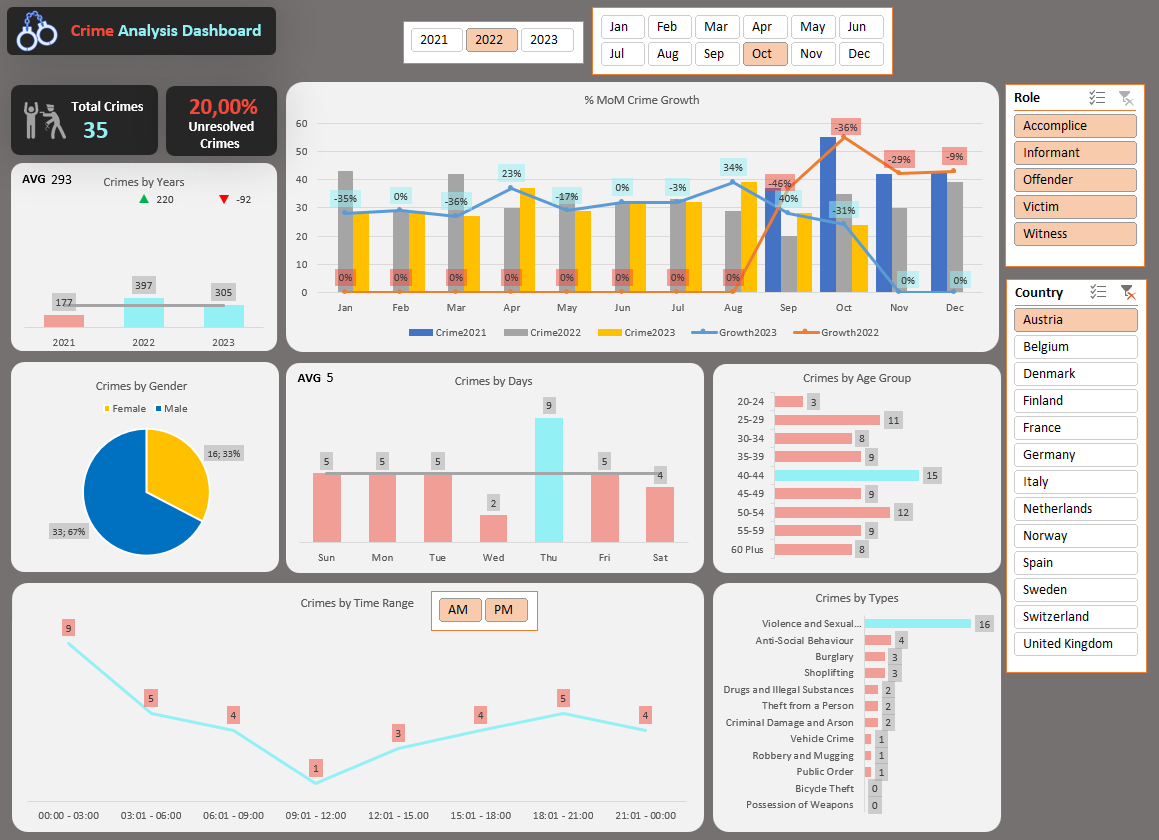 Crime Analysis Dashboard
2021
2022
2023
Jan
Feb
Mar
Apr
May
Jun
Jul
Aug
Sep
Oct
Nov
Dec
Total Crimes
35
20,00%
Unresolved
Crimes
AVG 293
Crimes by Years
220
-92
177
397
305
2021
2022
2023
% MoM Crime Growth
60
50
40
30
20
10
0
-35%
0%
-36%
23%
-17%
0%
-3%
34%
40%
-31%
0%
0%
0%
0%
0%
0%
0%
0%
0%
0%
-46%
-36%
-29%
-9%
Jan
Feb
Mar
Apr
May
Jun
Jul
Aug
Sep
Oct
Nov
Dec
Crime2021
Crime2022
Crime2023
Growth2023
Growth2022
Role
Accomplice
Informant
Offender
Victim
Witness
Country
Austria
Belgium
Denmark
Finland
France
Germany
Italy
Netherlands
Norway
Spain
Sweden
Switzerland
United Kingdom
Crimes by Gender
Female
Male
16; 33%
33; 67%
AVG 5
Crimes by Days
5
5
5
2
9
5
4
Sun
Mon
Tue
Wed
Thu
Fri
Sat
Crimes by Age Group
20-24
3
25-29
11
30-34
8
35-39
9
40-44
15
45-49
9
50-54
12
55-59
9
60 Plus
8
Crimes by Time Range
AM
PM
9
5
4
1
3
4
5
4
00:00 - 03:00
03:01 - 06:00
06:01 - 09:00
09:01 - 12:00
12:01 - 15.00
15:01 - 18:00
18:01 - 21:00
21:01 - 00:00
Crimes by Types
Violence and Sexual...
16
Anti-Social Behaviour
4
Burglary
3
Shoplifting
3
Drugs and Illegal Substances
2
Theft from a Person
2
Criminal Damage and Arson
2
Vehicle Crime
1
Robbery and Mugging
1
Public Order
1
Bicycle Theft
0
Possession of Weapons
0